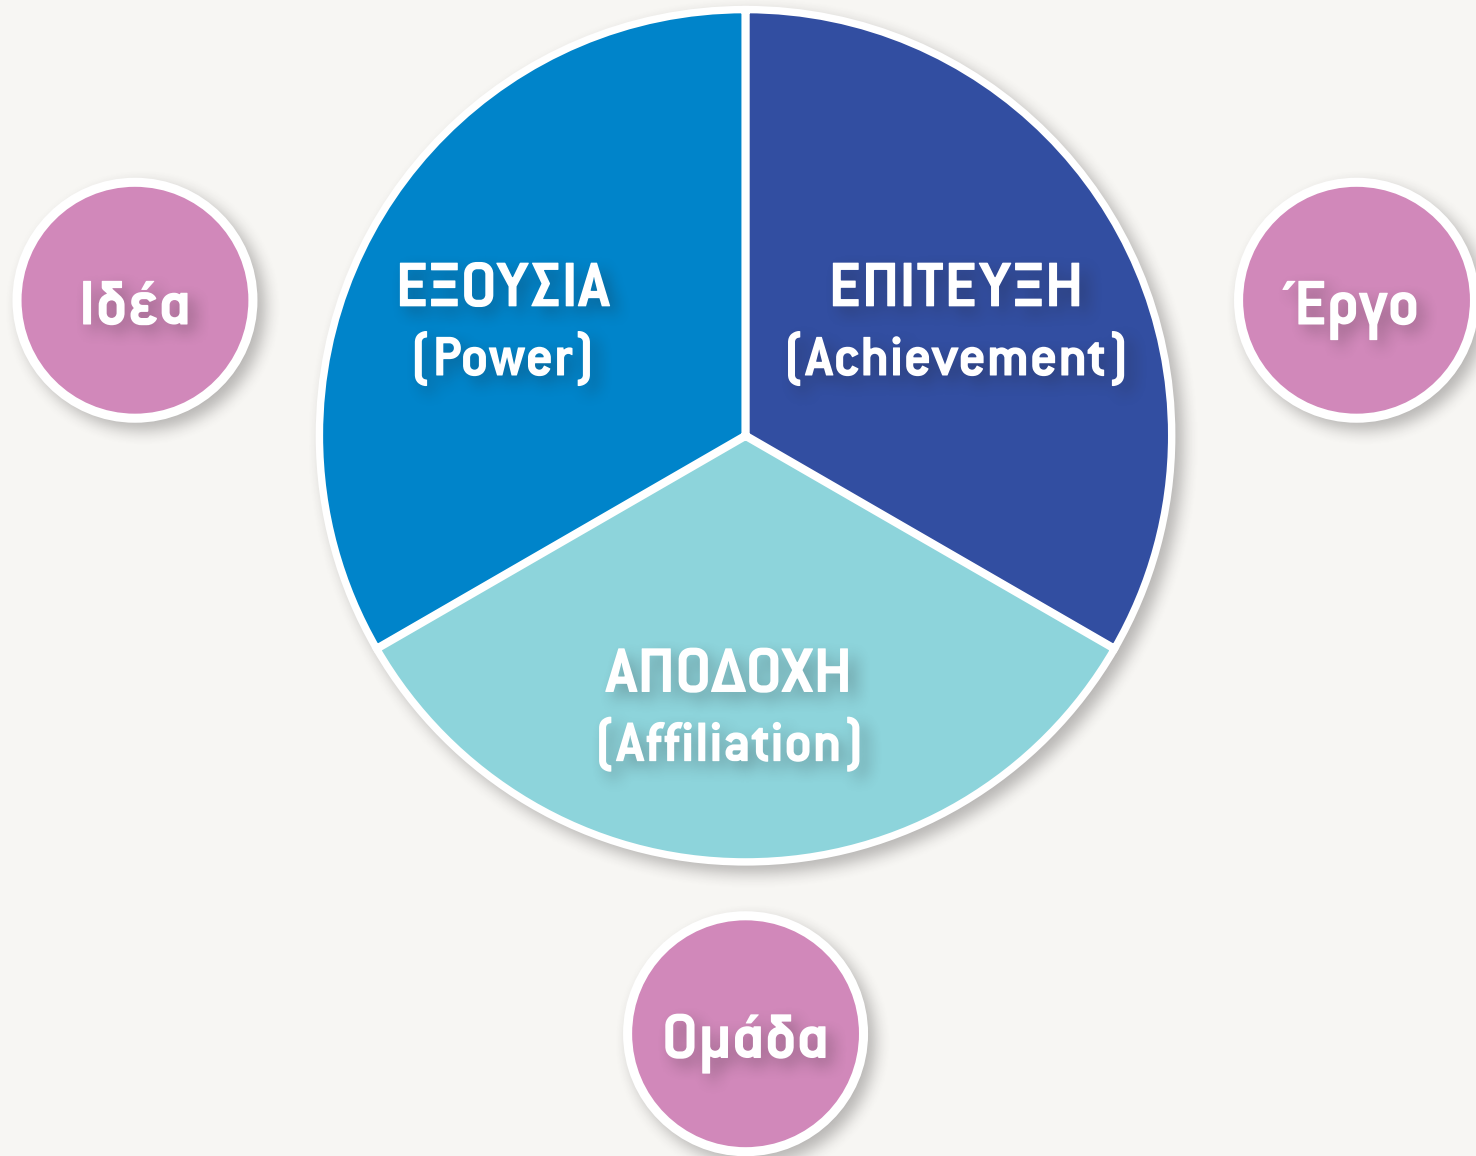 Ιδέα
ΕΞΟΥΣΙΑ
(Power)
ΕΠΙΤΕΥΞΗ
(Achievement)
Έργο
ΑΠΟΔΟΧΗ
(Affiliation)
Ομάδα